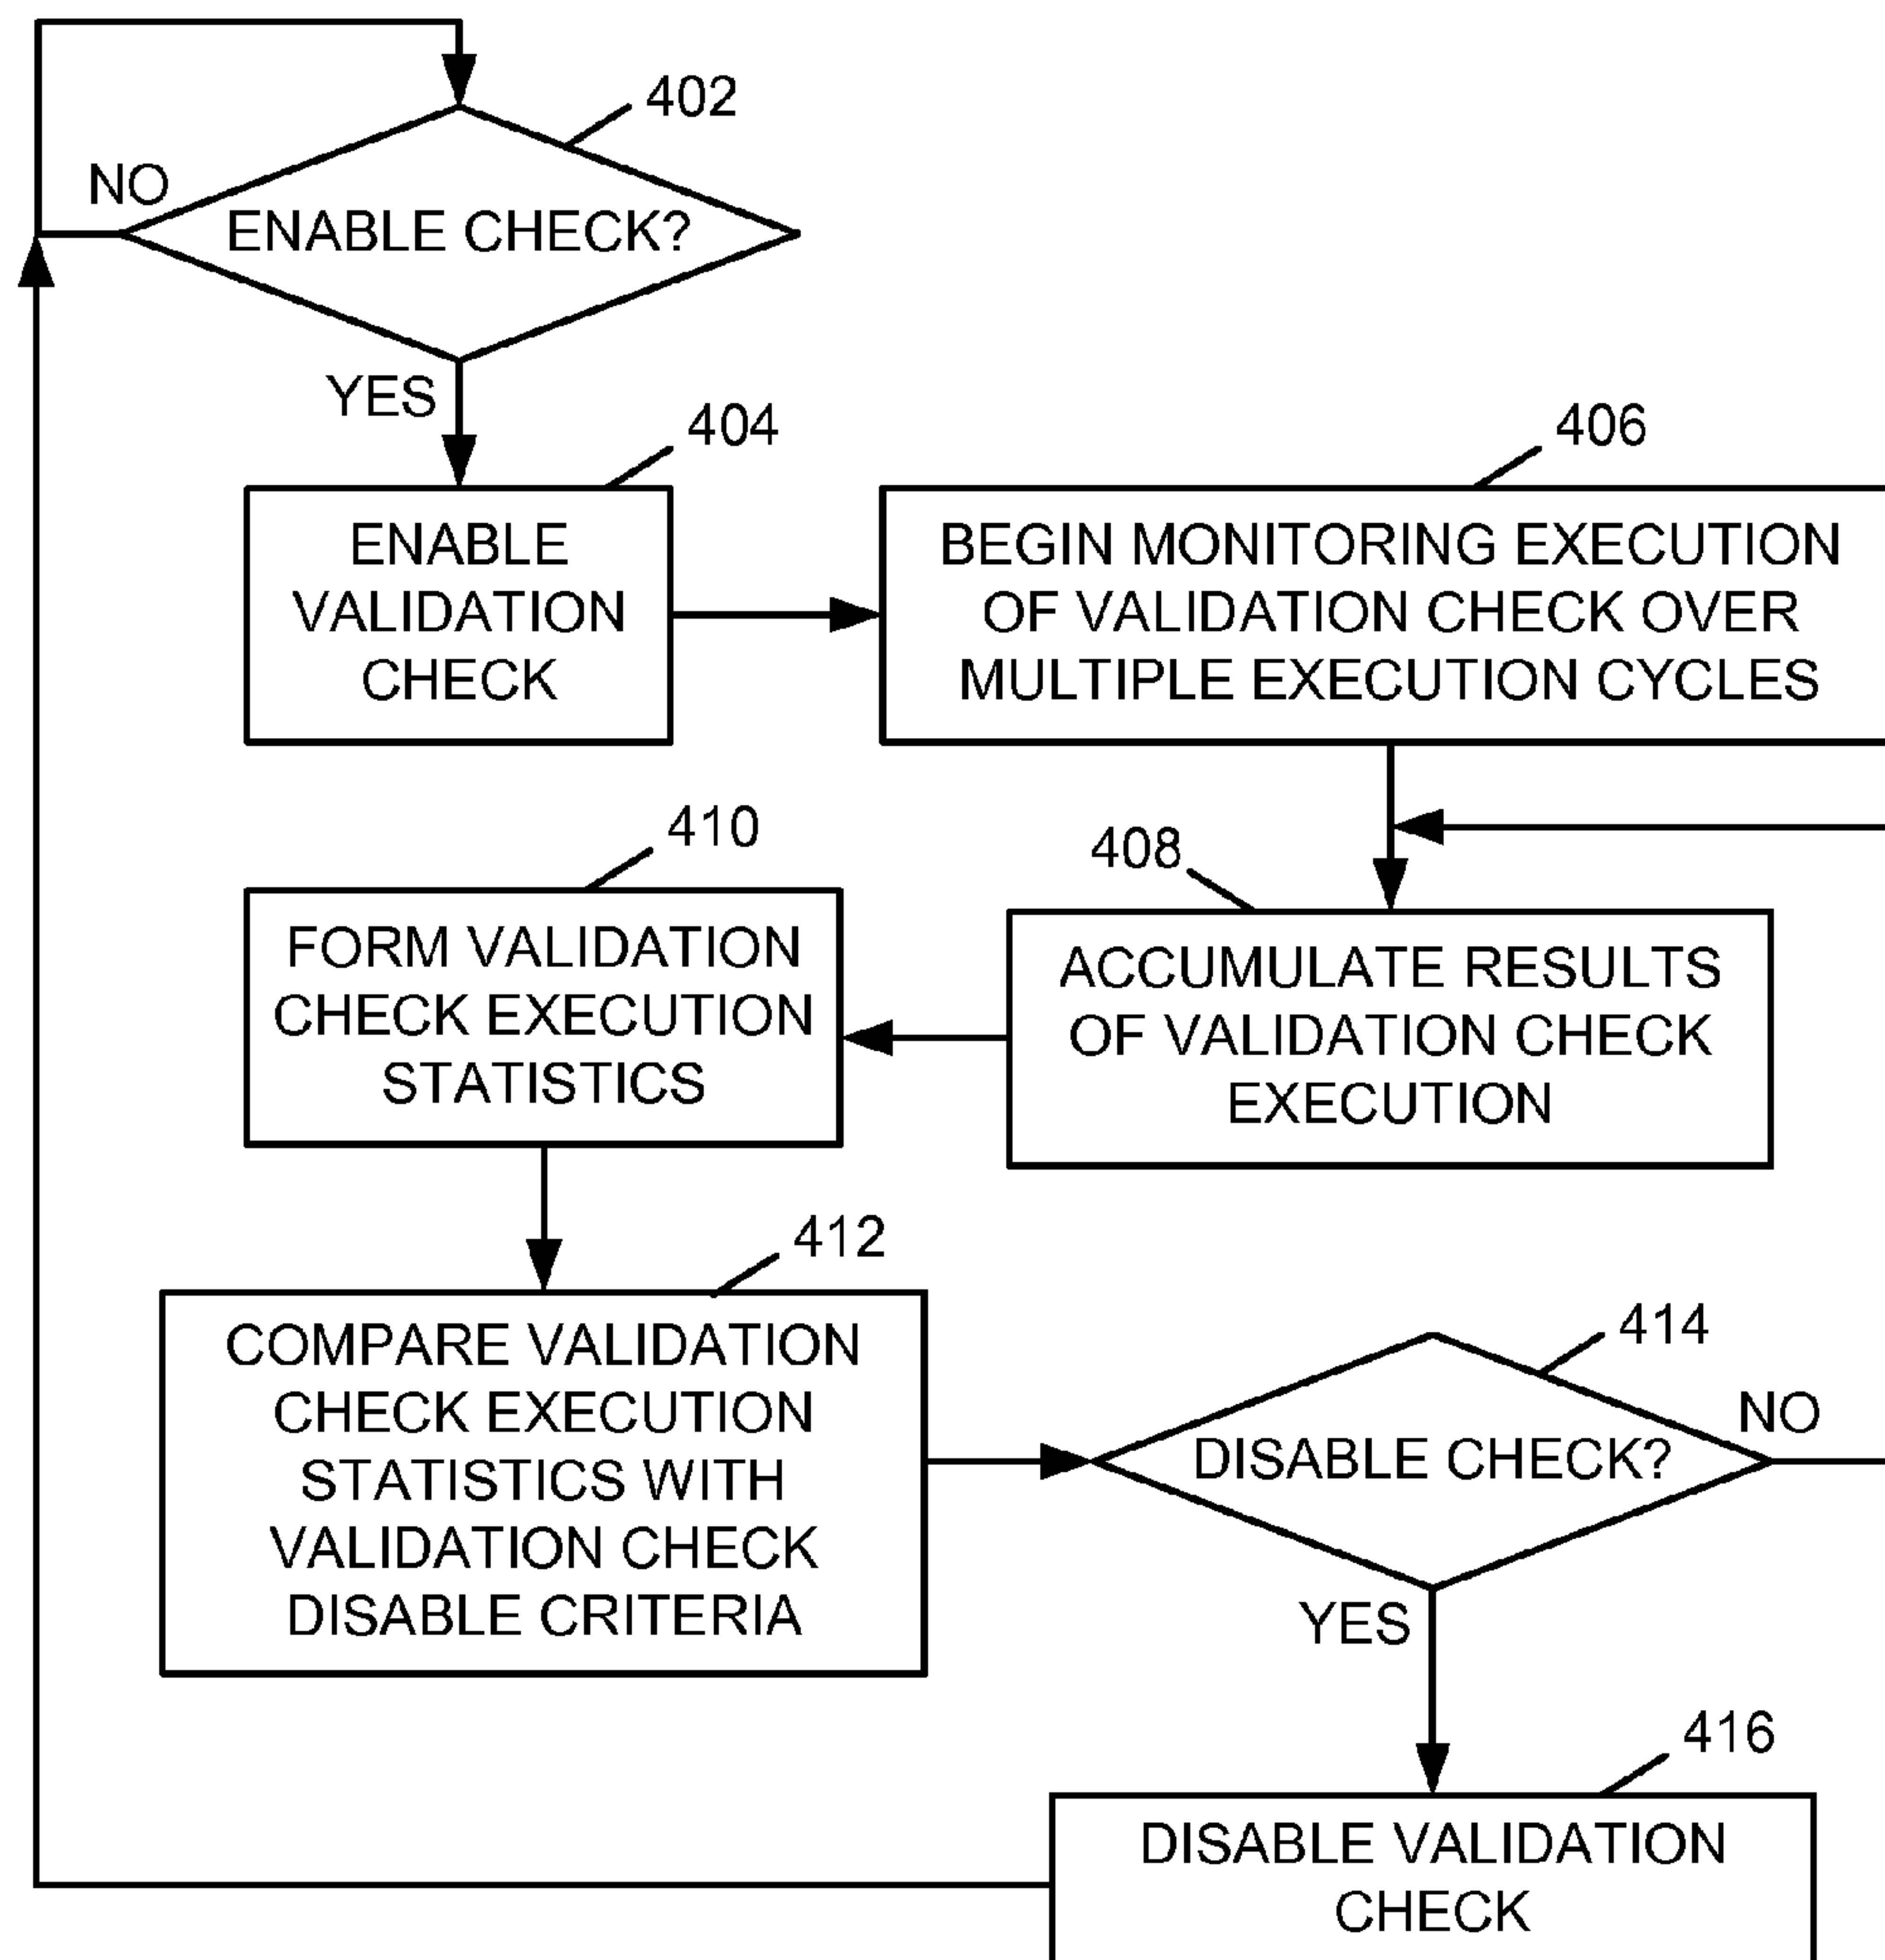 402
NO
ENABLE CHECK?
YES
404
ENABLE
VALIDATION
CHECK
406
BEGIN MONITORING EXECUTION
OF VALIDATION CHECK OVER
MULTIPLE EXECUTION CYCLES
408
ACCUMULATE RESULTS
OF VALIDATION CHECK
EXECUTION
410
FORM VALIDATION
CHECK EXECUTION
STATISTICS
412
COMPARE VALIDATION
CHECK EXECUTION
STATISTICS WITH
VALIDATION CHECK
DISABLE CRITERIA
414
NO
DISABLE CHECK?
YES
416
DISABLE VALIDATION
CHECK